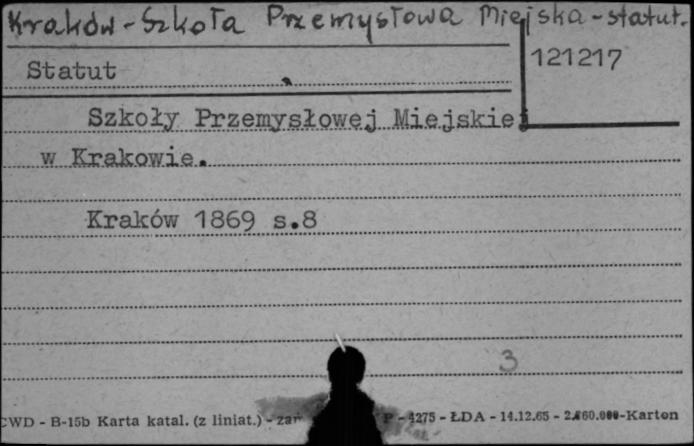 Kraków - Szkoła Przemysłowa Miejska - statut.
Statut
121217
Szkoły Przemysłowej Miejskiej
w Krakowie.
Kraków 1869 s.8
3
CWD - B-15b Karta katal. (z liniat.) - zam P - 4275 - ŁDA - 14.12.65 - -Karton